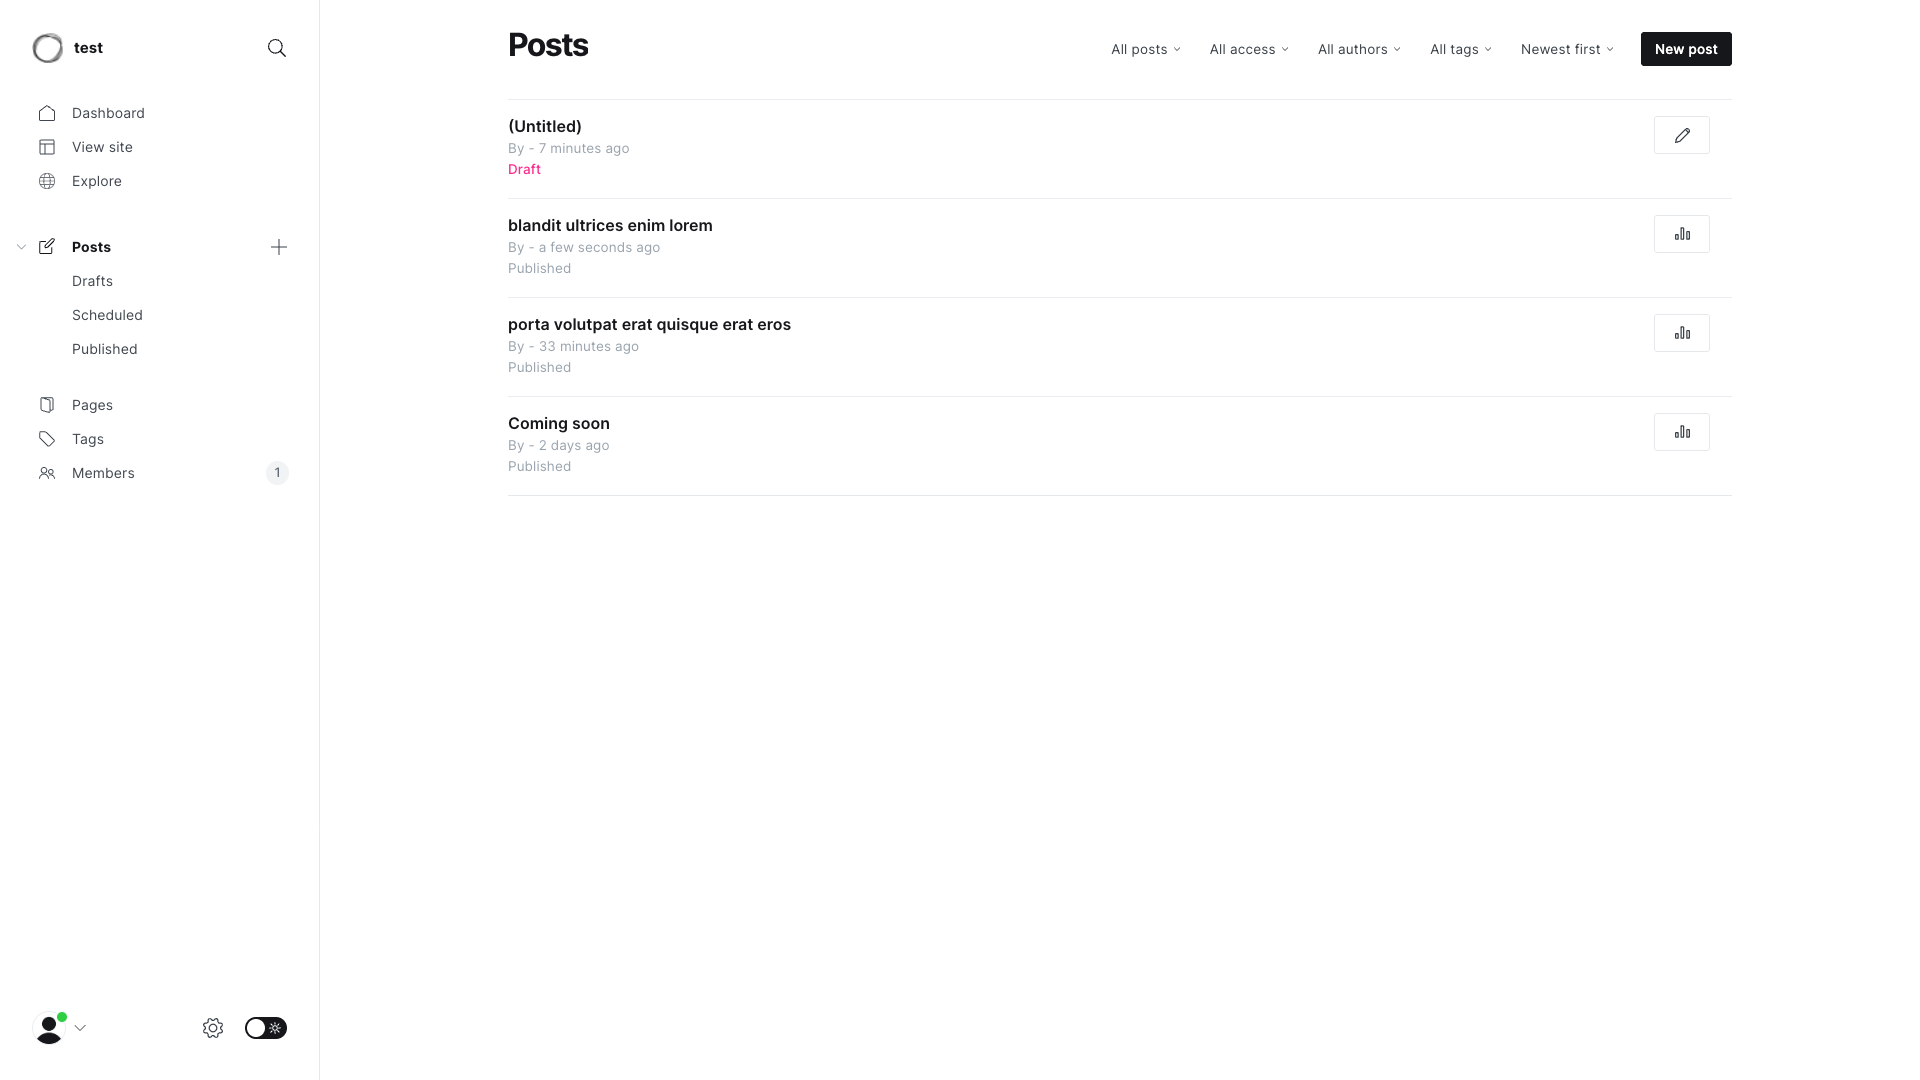 test
Dashboard
View site
Explore
Posts
Drafts
Scheduled
Published
Pages
Tags
Members 1
Posts
All posts All access All authors All tags Newest first New post
(Untitled)
By - 7 minutes ago
Draft
blandit ultrices enim lorem
By - a few seconds ago
Published
porta volutpat erat quisque erat eros
By - 33 minutes ago
Published
Coming soon
By - 2 days ago
Published